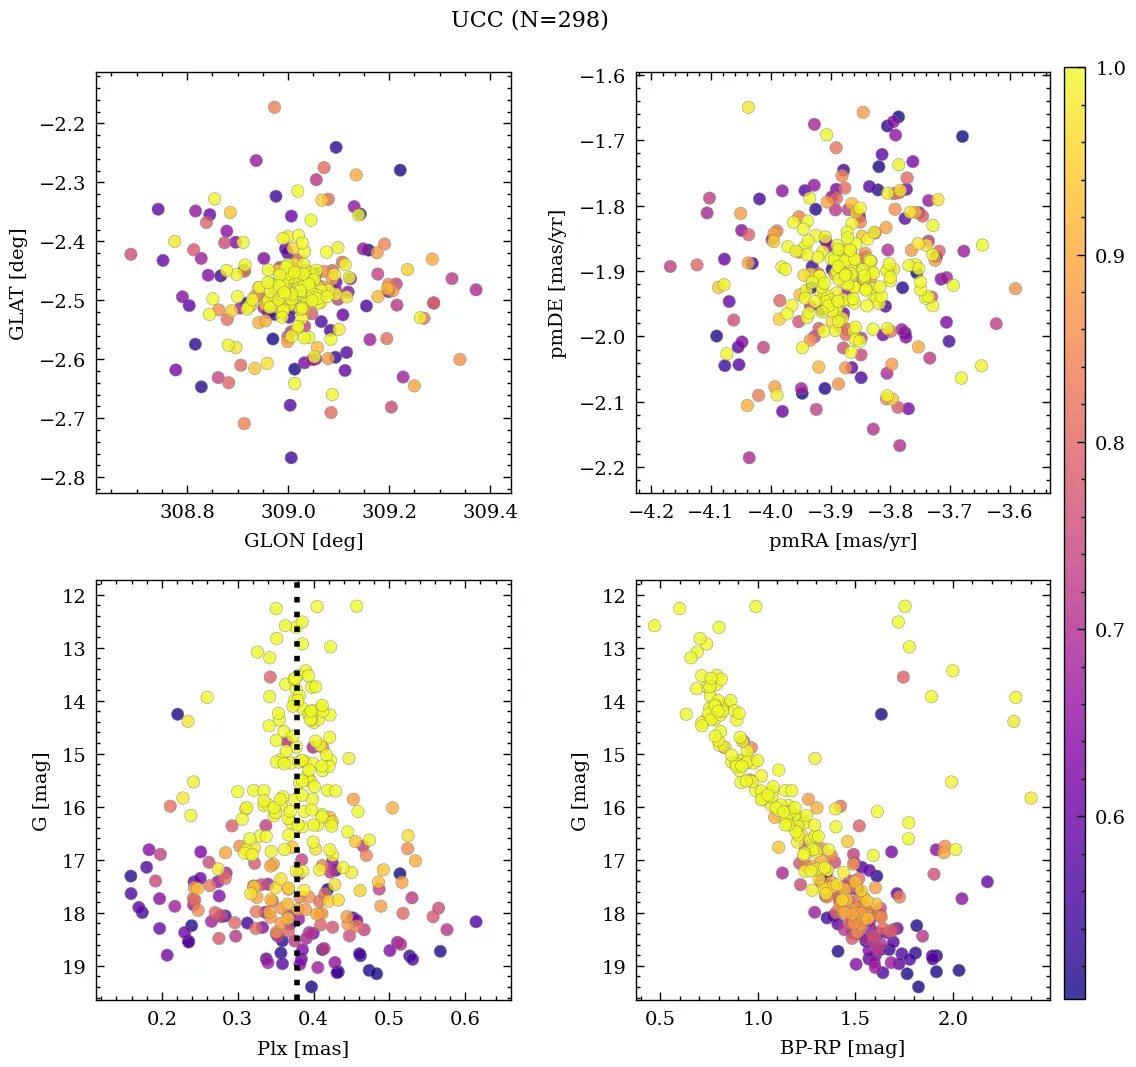 UCC (N=298)
−2.2
−2.3
−2.4
−2.5
−2.6
−2.7
−2.8
GLAT [deg]
308.8 309.0 309.2 309.4
GLON [deg]
−1.6
−1.7
−1.8
−1.9
−2.0
−2.1
−2.2
pmDE [mas/yr]
−4.2 −4.1 −4.0 −3.9 −3.8 −3.7 −3.6
pmRA [mas/yr]
12
13
14
15
16
17
18
19
G [mag]
0.2 0.3 0.4 0.5 0.6
Plx [mas]
12
13
14
15
16
17
18
19
G [mag]
0.5 1.0 1.5 2.0
BP-RP [mag]
1.0
0.9
0.8
0.7
0.6